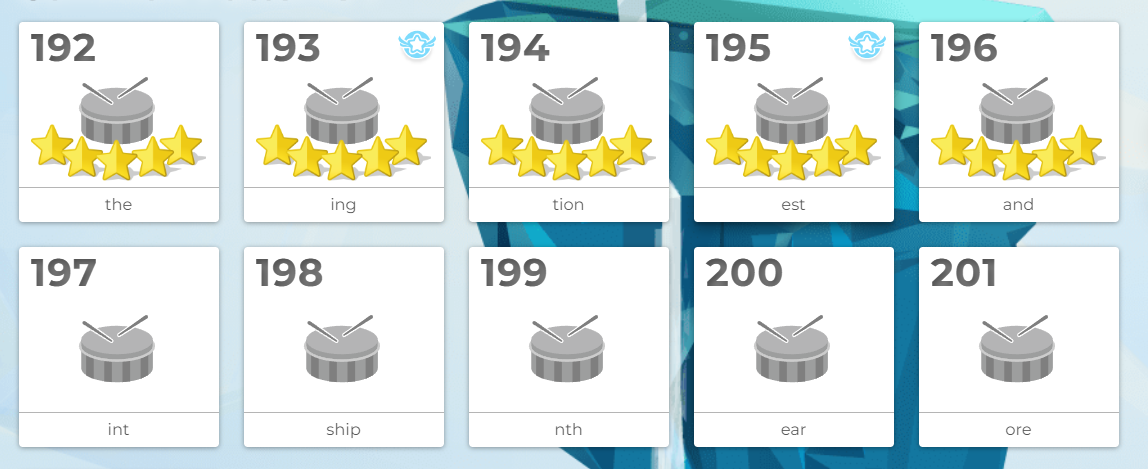 192
193
194
195
196
the
ing
tion
est
and
197
198
199
200
201
int
ship
nth
ear
ore